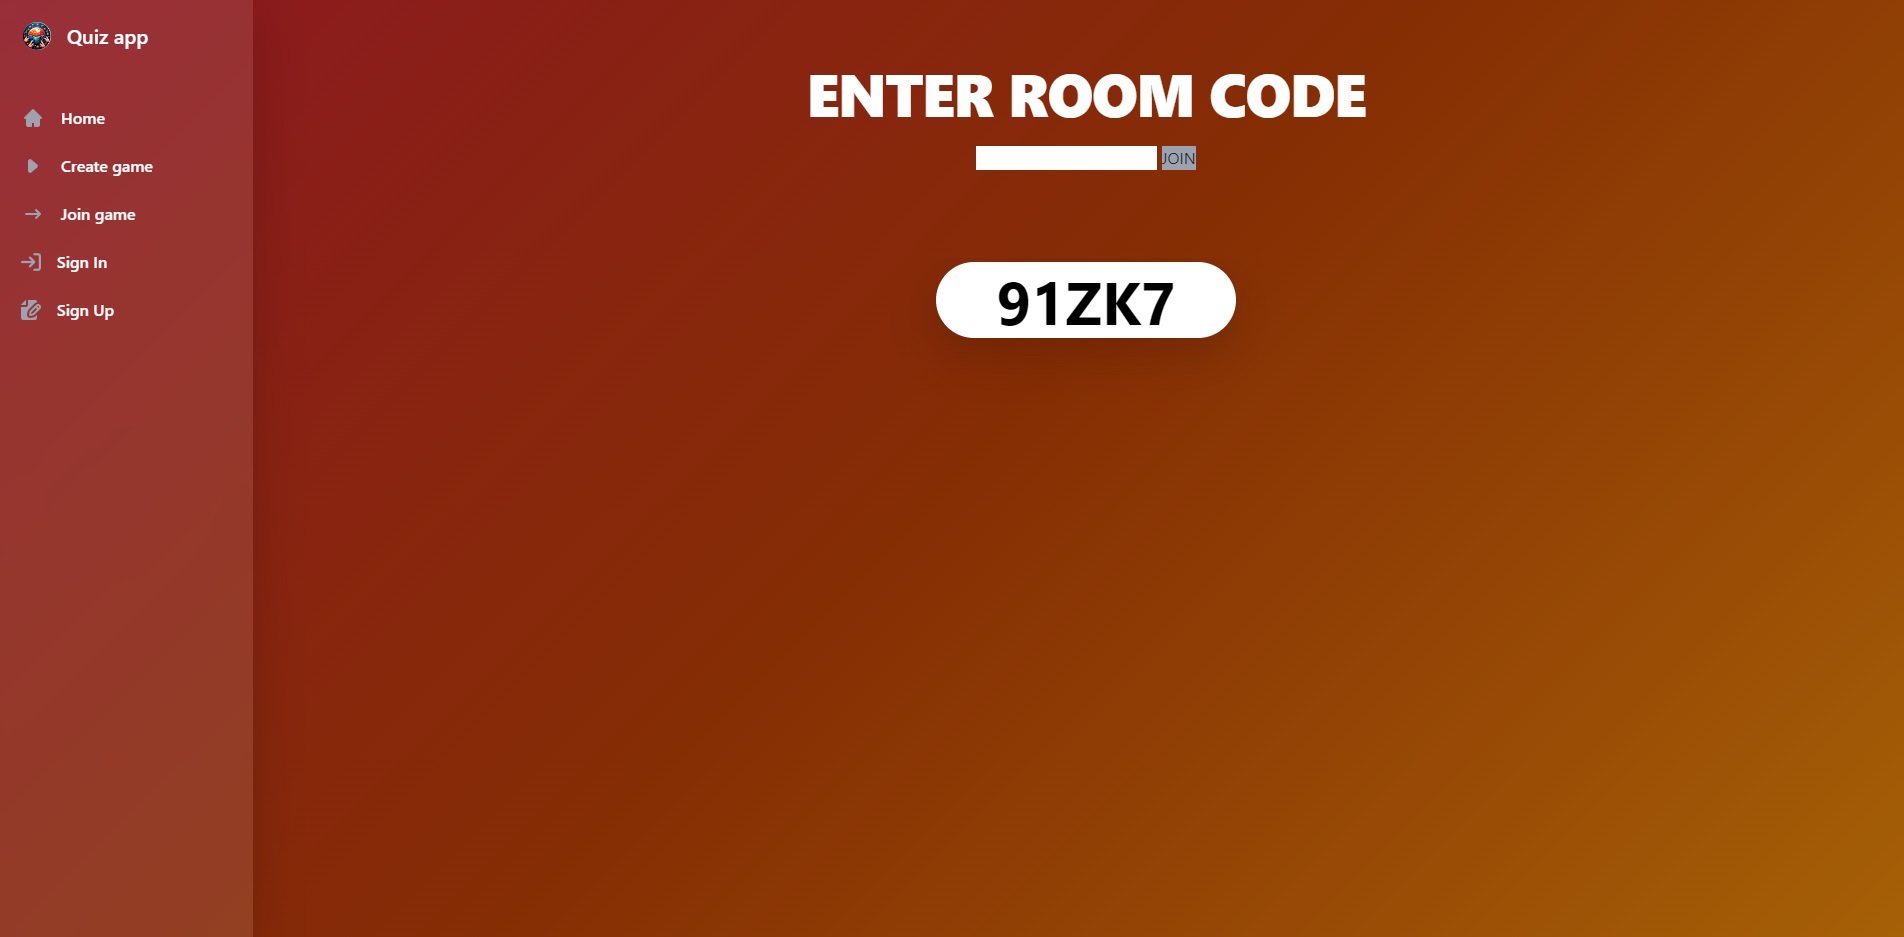 Quiz app
Home
Create game
Join game
Sign In
Sign Up
ENTER ROOM CODE
JOIN
91ZK7